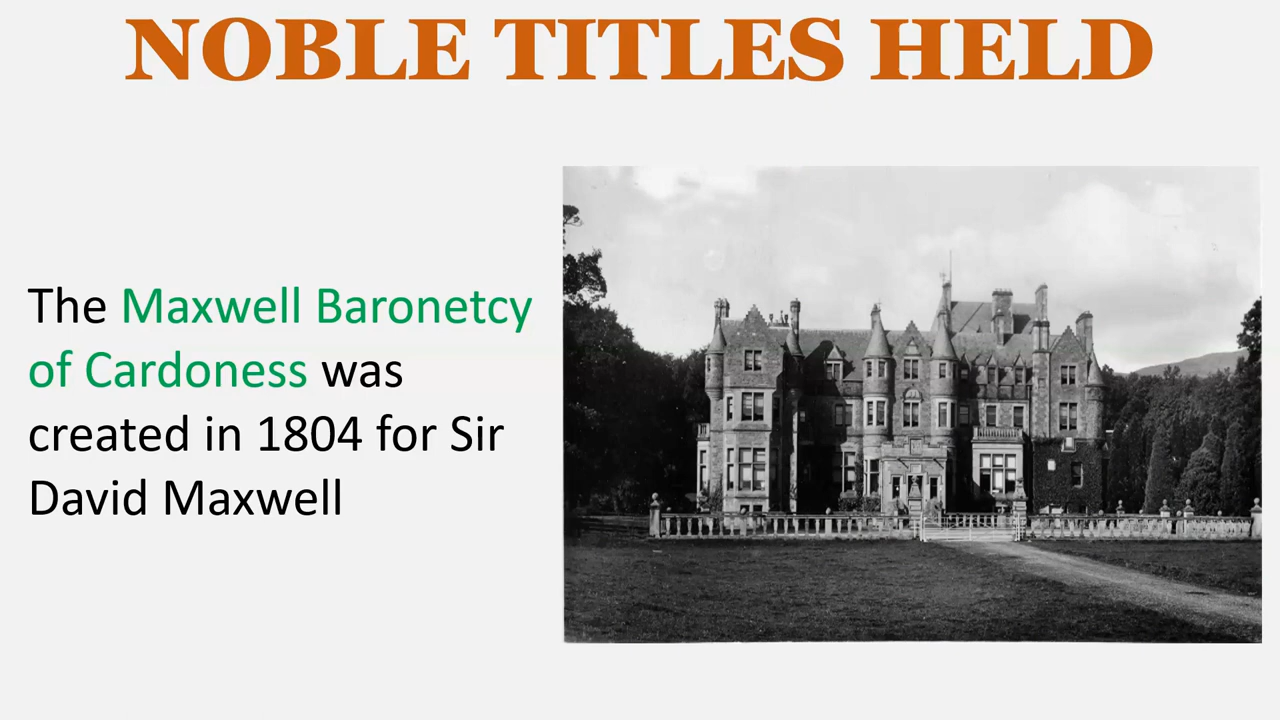 NOBLE TITLES HELD
The Maxwell Baronetcy
of Cardoness was
created in 1804 for Sir
David Maxwell